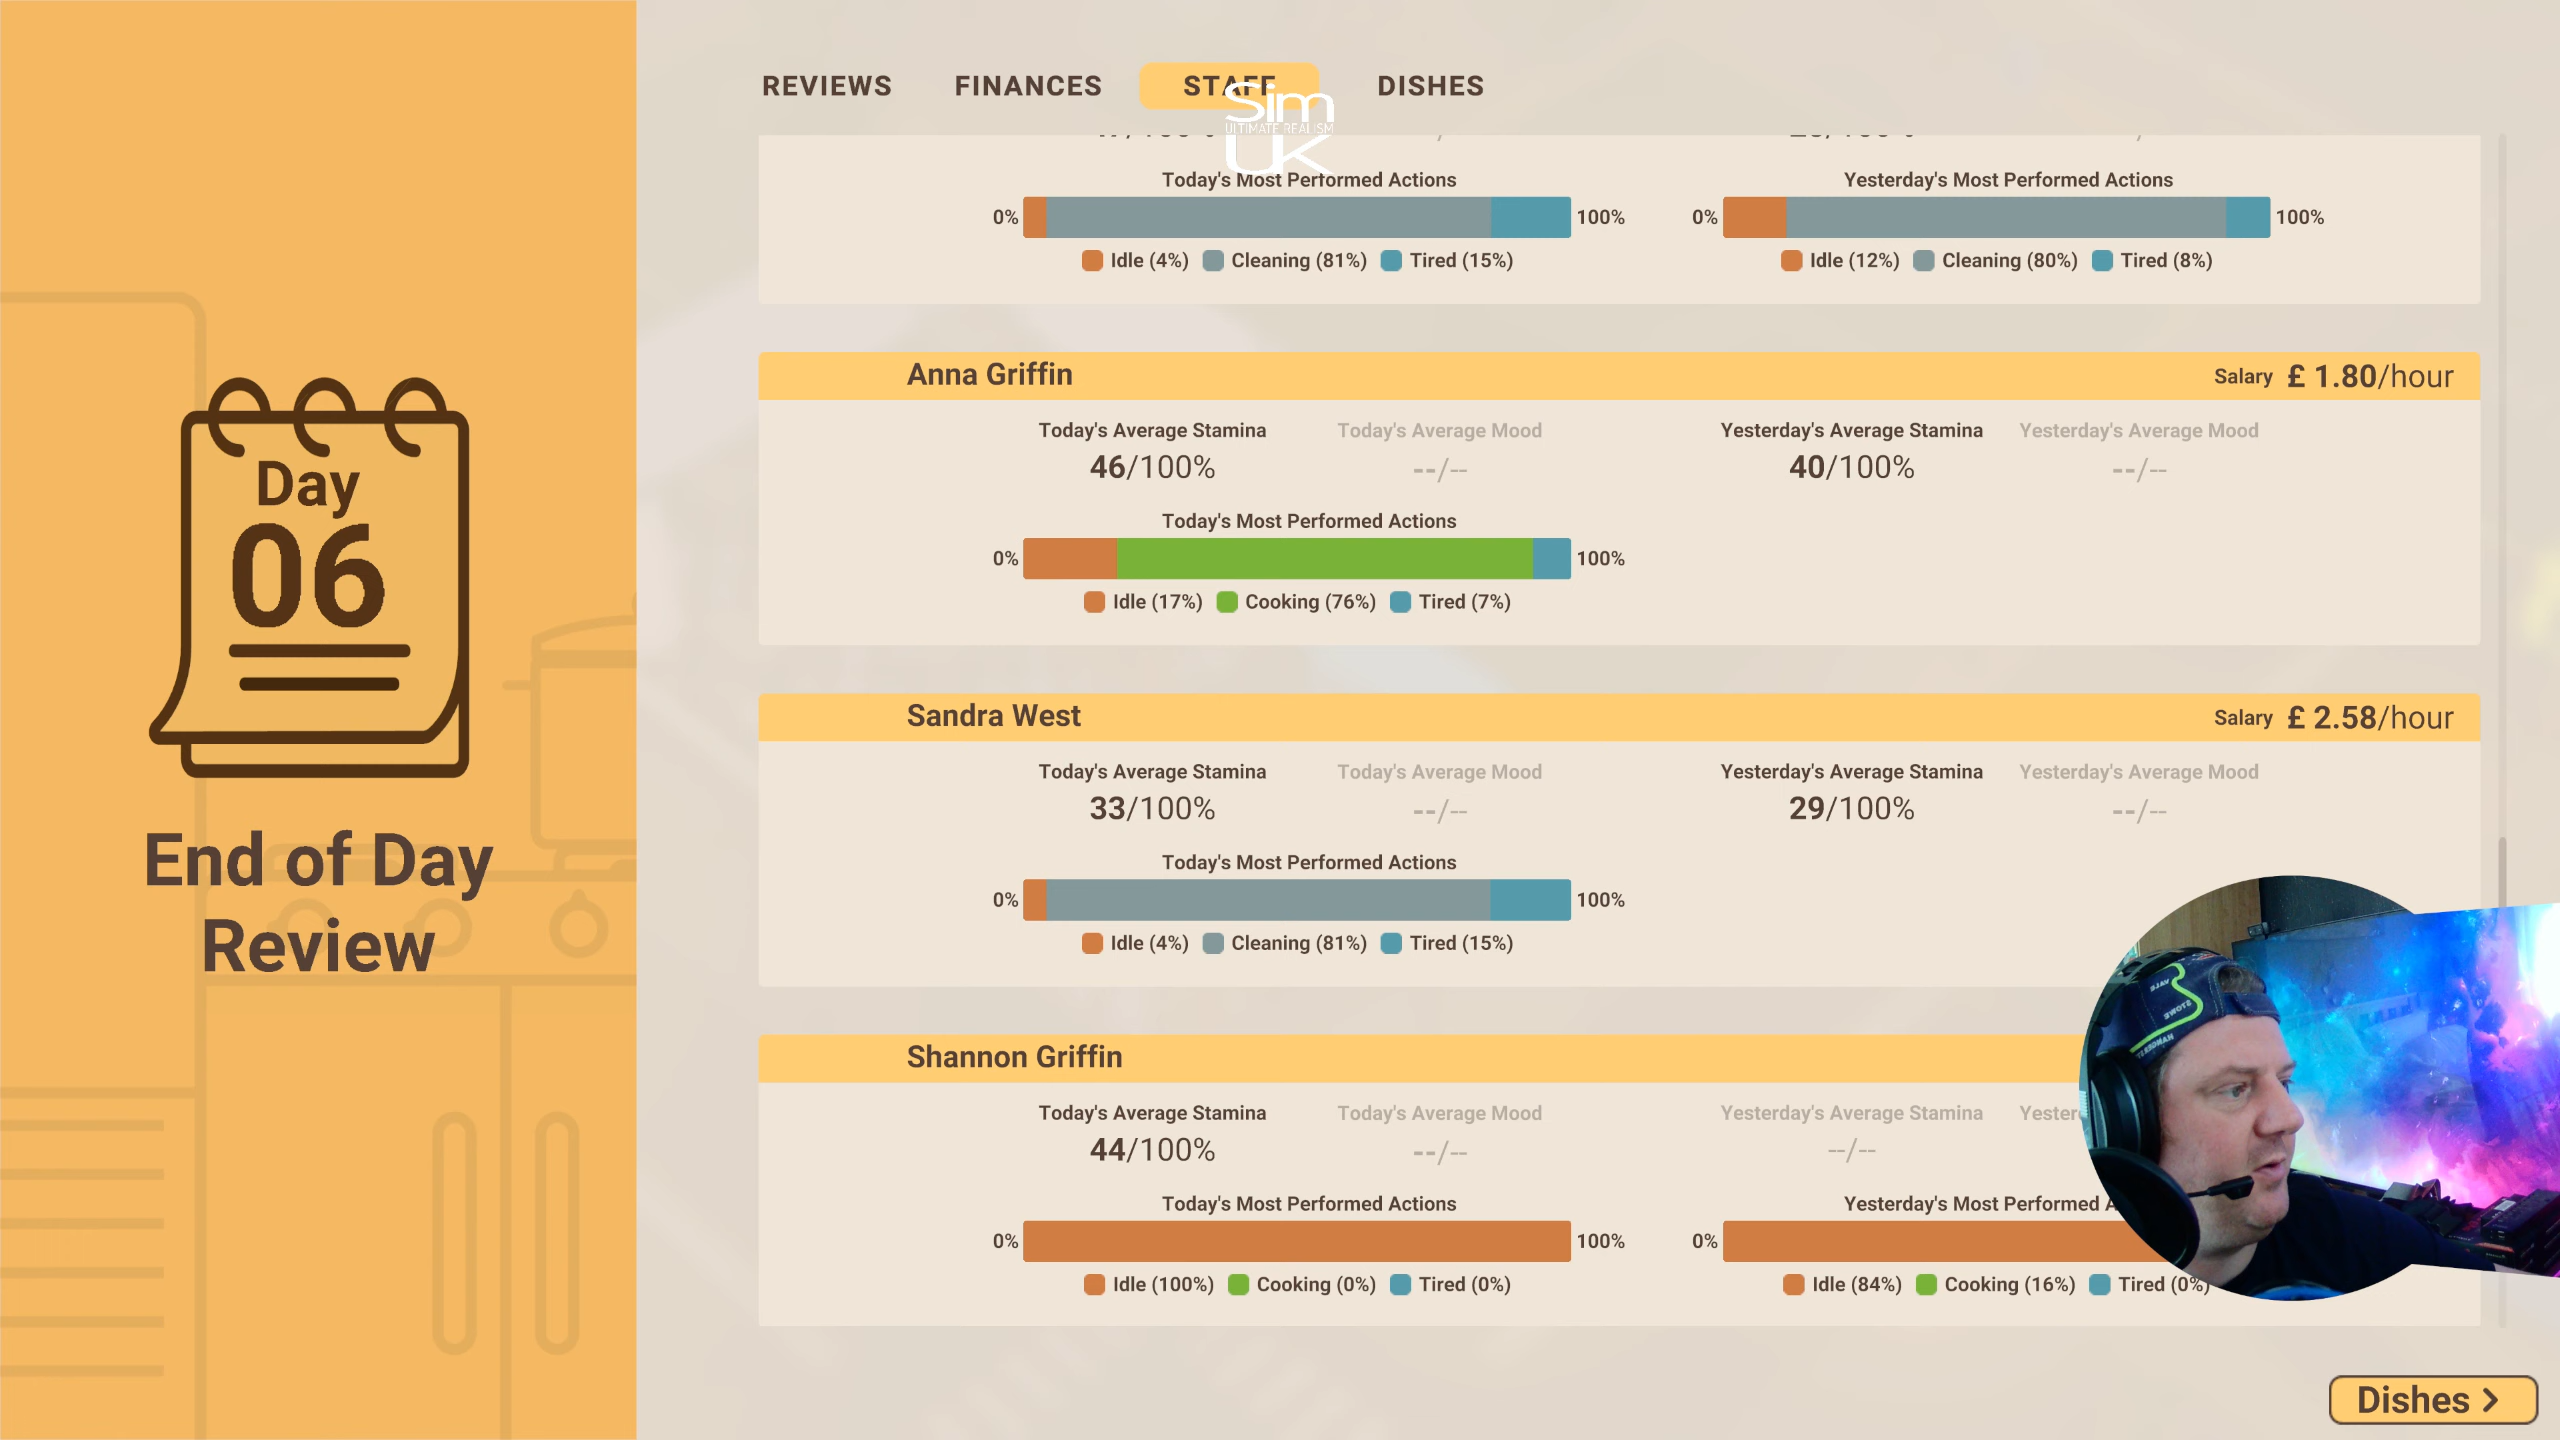 REVIEWS FINANCES STAFF DISHES
Sim
ULTIMATE REALISM
UK
Today's Most Performed Actions Yesterday's Most Performed Actions
0% 100% 0% 100%
Idle (4%) Cleaning (81%) Tired (15%) Idle (12%) Cleaning (80%) Tired (8%)
Anna Griffin Salary £ 1.80/hour
Today's Average Stamina Today's Average Mood Yesterday's Average Stamina Yesterday's Average Mood
46/100% --/-- 40/100% --/--
Today's Most Performed Actions
0% 100%
Idle (17%) Cooking (76%) Tired (7%)
Sandra West Salary £ 2.58/hour
Today's Average Stamina Today's Average Mood Yesterday's Average Stamina Yesterday's Average Mood
33/100% --/-- 29/100% --/--
Today's Most Performed Actions
0% 100%
Idle (4%) Cleaning (81%) Tired (15%)
Shannon Griffin
Today's Average Stamina Today's Average Mood Yesterday's Average Stamina
44/100% --/-- --/--
Today's Most Performed Actions Yesterday's Most Performed
0% 100% 0%
Idle (100%) Cooking (0%) Tired (0%) Idle (84%) Cooking (16%) Tired (0%)
Day
06
End of Day
Review
VALE
STOWE
Dishes